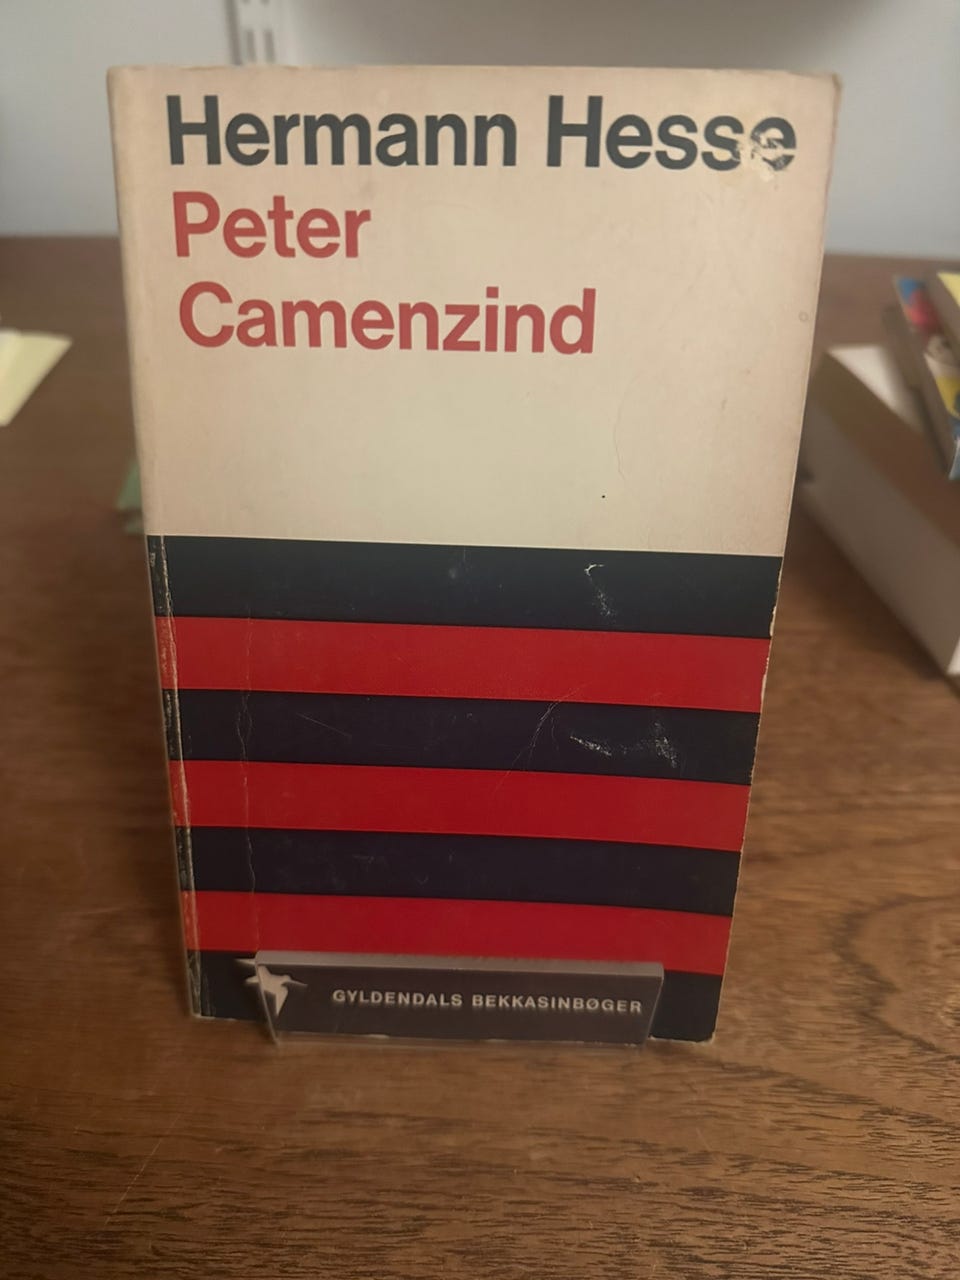 Hermann Hesse
Peter
Camenzind
GYLDENDALS BEKKASINBØGER